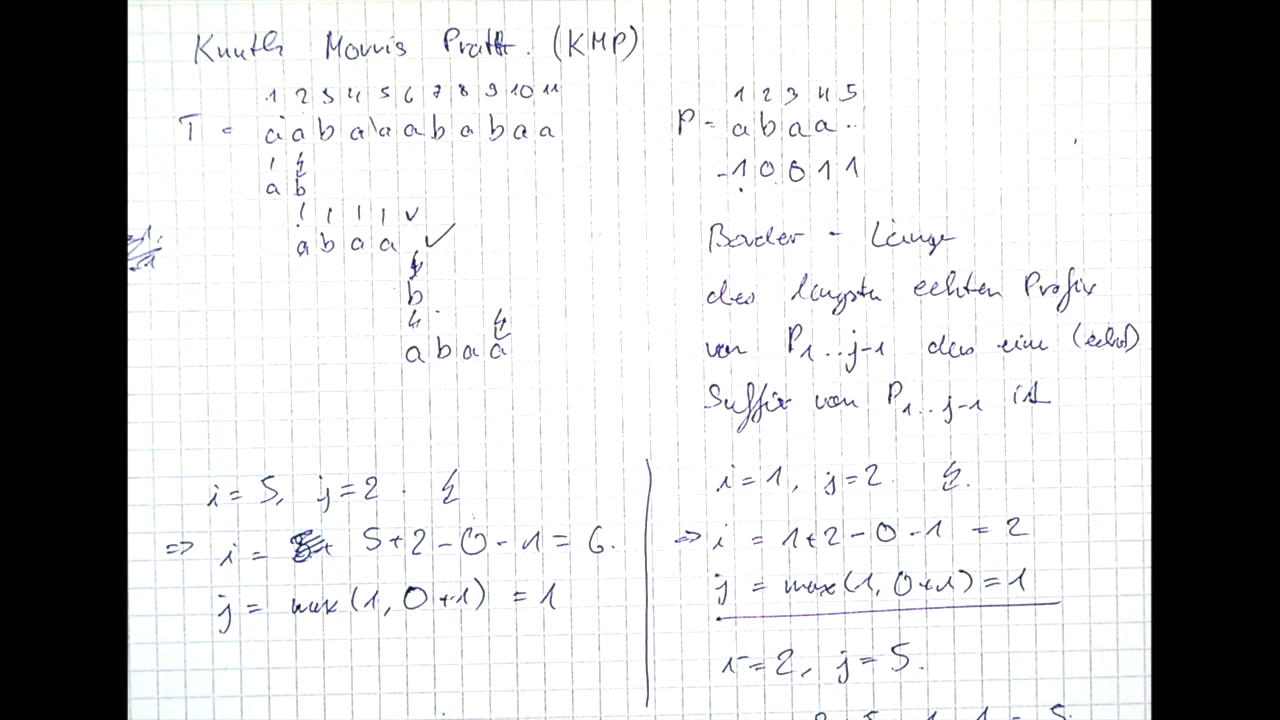 Knuth Morris Pratt. (KMP)
1 2 3 4 5 6 7 8 9 10 11
T = a a b a a a b a b a a
a b
a b a a
b
a b a a
1 2 3 4 5
P = a b a a ..
-1 0 0 1 1
Border - Länge
des längsten echten Präfix
von P1..j-1 das ein (echt)
Suffix von P1..j-1 ist
i = 5, j = 2
=> i = 5+2-0-1 = 6.
j = max(1, 0+1) = 1
i = 1, j = 2
=> i = 1+2-0-1 = 2
j = max(1, 0+1) = 1
i = 2, j = 5.